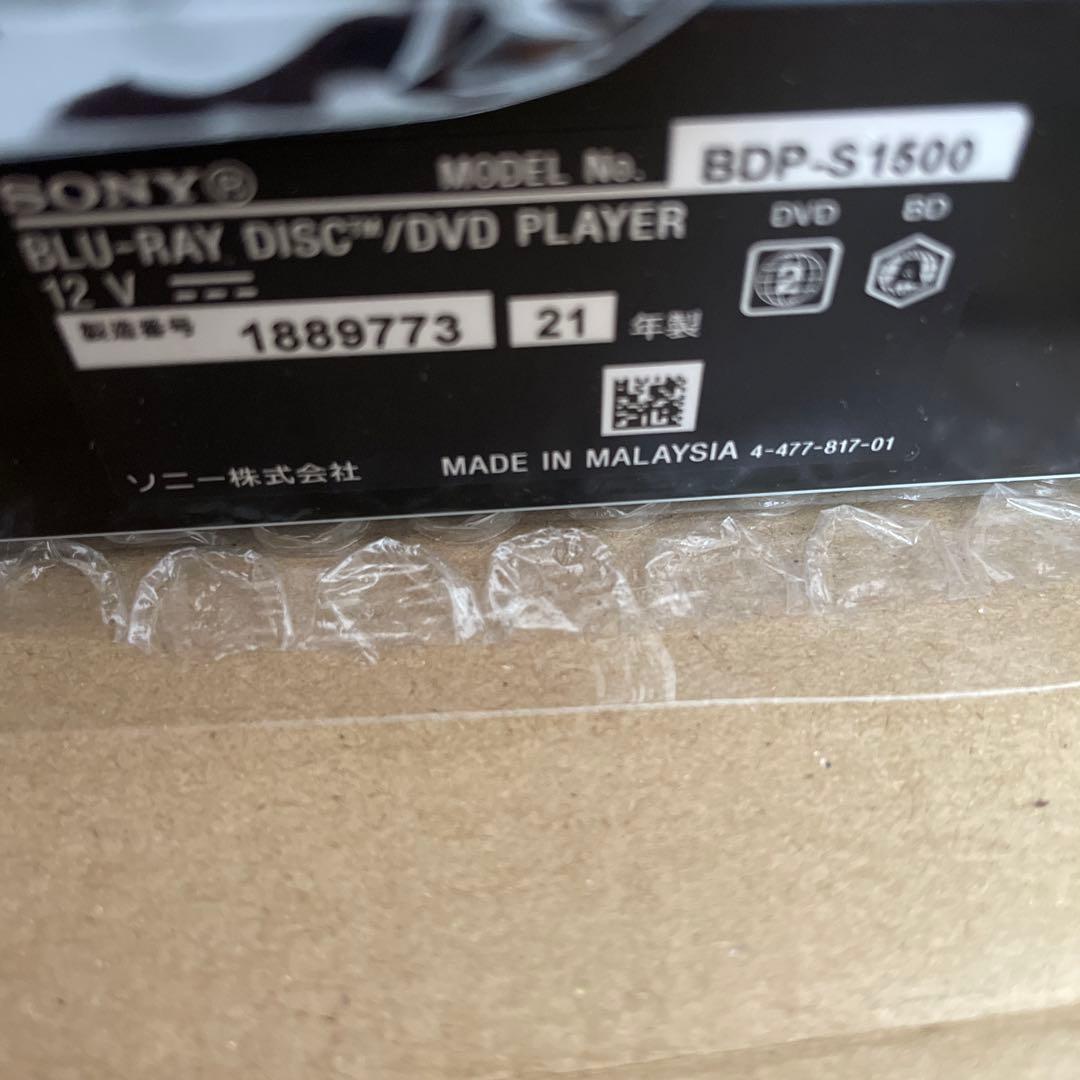 SONY® MODEL No. BDP-S1500
BLU-RAY DISC™/DVD PLAYER
DVD BD
12 V
2 A
製造番号 1889773 21 年製
ソニー株式会社 MADE IN MALAYSIA 4-477-817-01